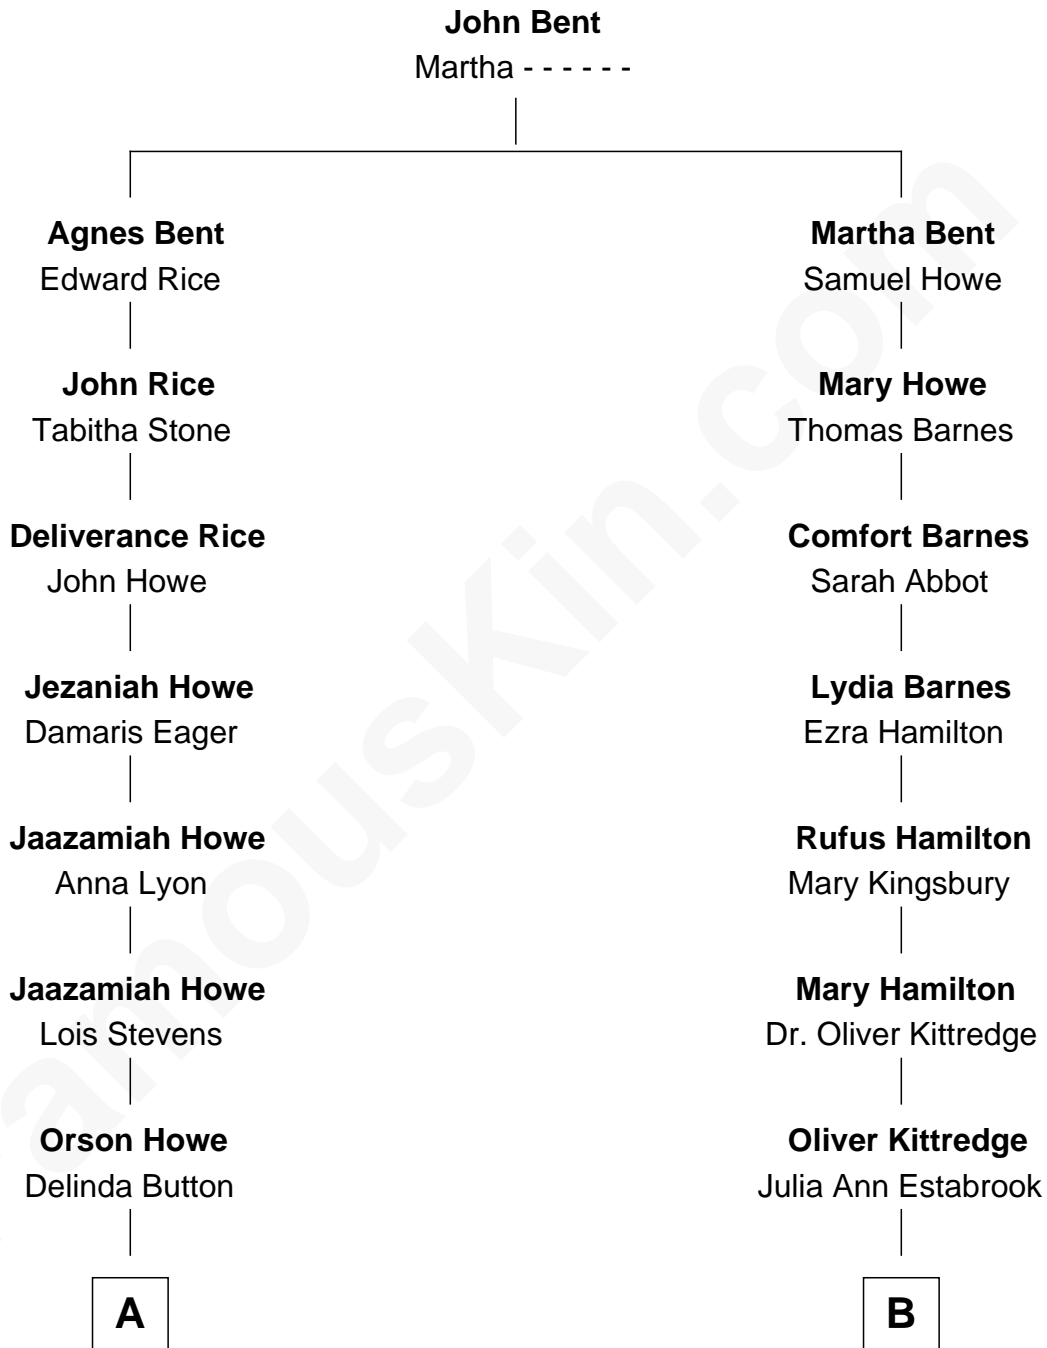 John Bent
Martha - - - - - -
Agnes Bent
Edward Rice
Martha Bent
Samuel Howe
John Rice
Tabitha Stone
Mary Howe
Thomas Barnes
Deliverance Rice
John Howe
Comfort Barnes
Sarah Abbot
Jezaniah Howe
Damaris Eager
Lydia Barnes
Ezra Hamilton
Jaazamiah Howe
Anna Lyon
Rufus Hamilton
Mary Kingsbury
Jaazamiah Howe
Lois Stevens
Mary Hamilton
Dr. Oliver Kittredge
Orson Howe
Delinda Button
Oliver Kittredge
Julia Ann Estabrook
A
B
amouskin.com